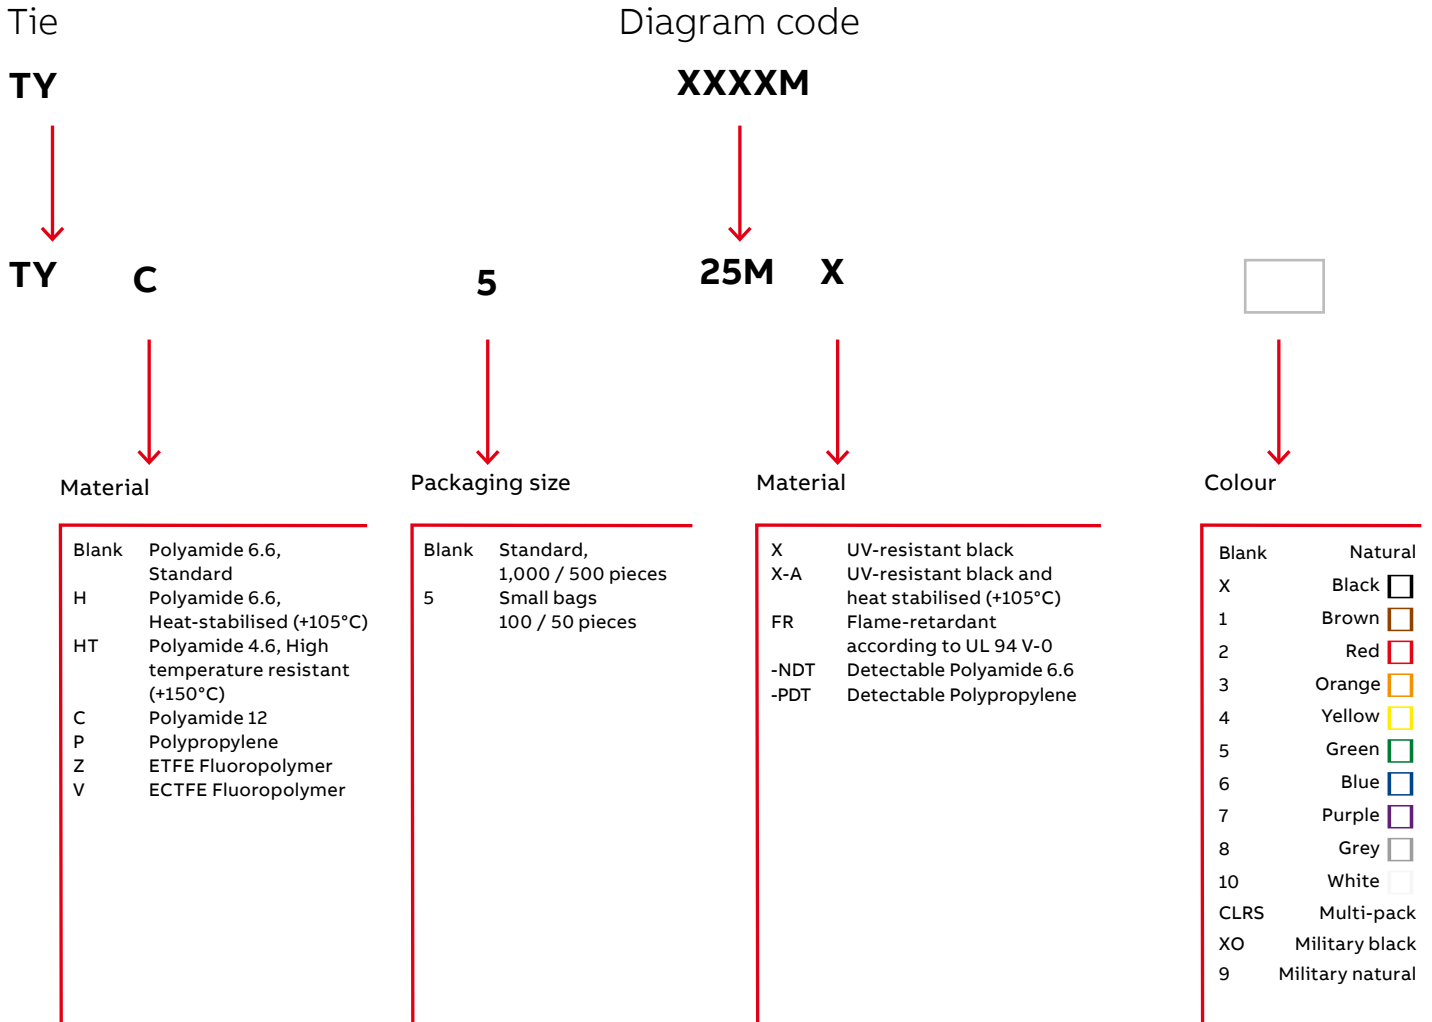 Tie
Diagram code
TY
XXXXM
TY C 5 25M X
Material
Blank Polyamide 6.6,
Standard
H Polyamide 6.6,
Heat-stabilised (+105°C)
HT Polyamide 4.6, High
temperature resistant
(+150°C)
C Polyamide 12
P Polypropylene
Z ETFE Fluoropolymer
V ECTFE Fluoropolymer
Packaging size
Blank Standard,
1,000 / 500 pieces
5 Small bags
100 / 50 pieces
Material
X UV-resistant black
X-A UV-resistant black and
heat stabilised (+105°C)
FR Flame-retardant
according to UL 94 V-0
-NDT Detectable Polyamide 6.6
-PDT Detectable Polypropylene
Colour
Blank Natural
X Black
1 Brown
2 Red
3 Orange
4 Yellow
5 Green
6 Blue
7 Purple
8 Grey
10 White
CLRS Multi-pack
XO Military black
9 Military natural